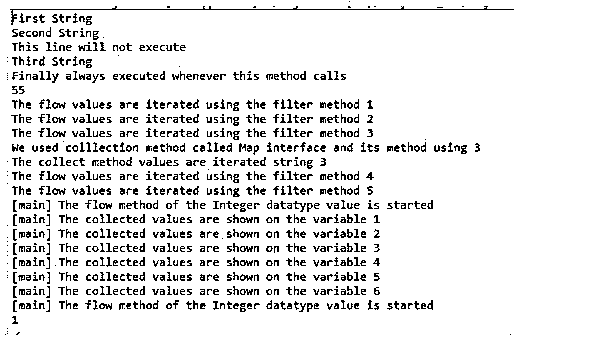 First String
Second String
This line will not execute
Third String
Finally always executed whenever this method calls
55
The flow values are iterated using the filter method 1
The flow values are iterated using the filter method 2
The flow values are iterated using the filter method 3
We used colllection method called Map interface and its method using 3
The collect method values are iterated string 3
The flow values are iterated using the filter method 4
The flow values are iterated using the filter method 5
[main] The flow method of the Integer datatype value is started
[main] The collected values are shown on the variable 1
[main] The collected values are shown on the variable 2
[main] The collected values are shown on the variable 3
[main] The collected values are shown on the variable 4
[main] The collected values are shown on the variable 5
[main] The collected values are shown on the variable 6
[main] The flow method of the Integer datatype value is started
1